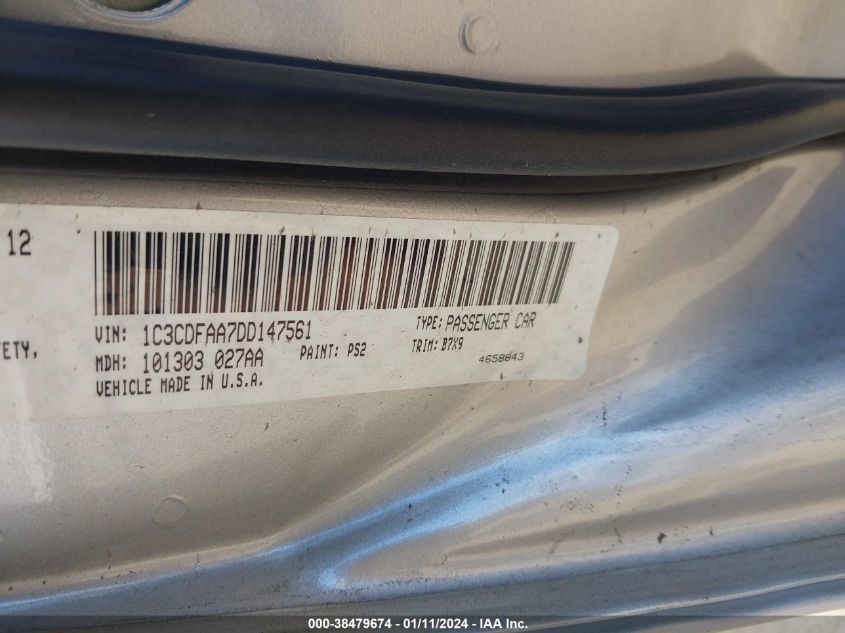 12
VIN: 1C3CDFAA7DD147561
TYPE: PASSENGER CAR
ETY,
MDH: 101303 027AA
PAINT: PS2
TRIM: B7X9
VEHICLE MADE IN U.S.A.
4658843
000-38479674 - 01/11/2024 - IAA Inc.